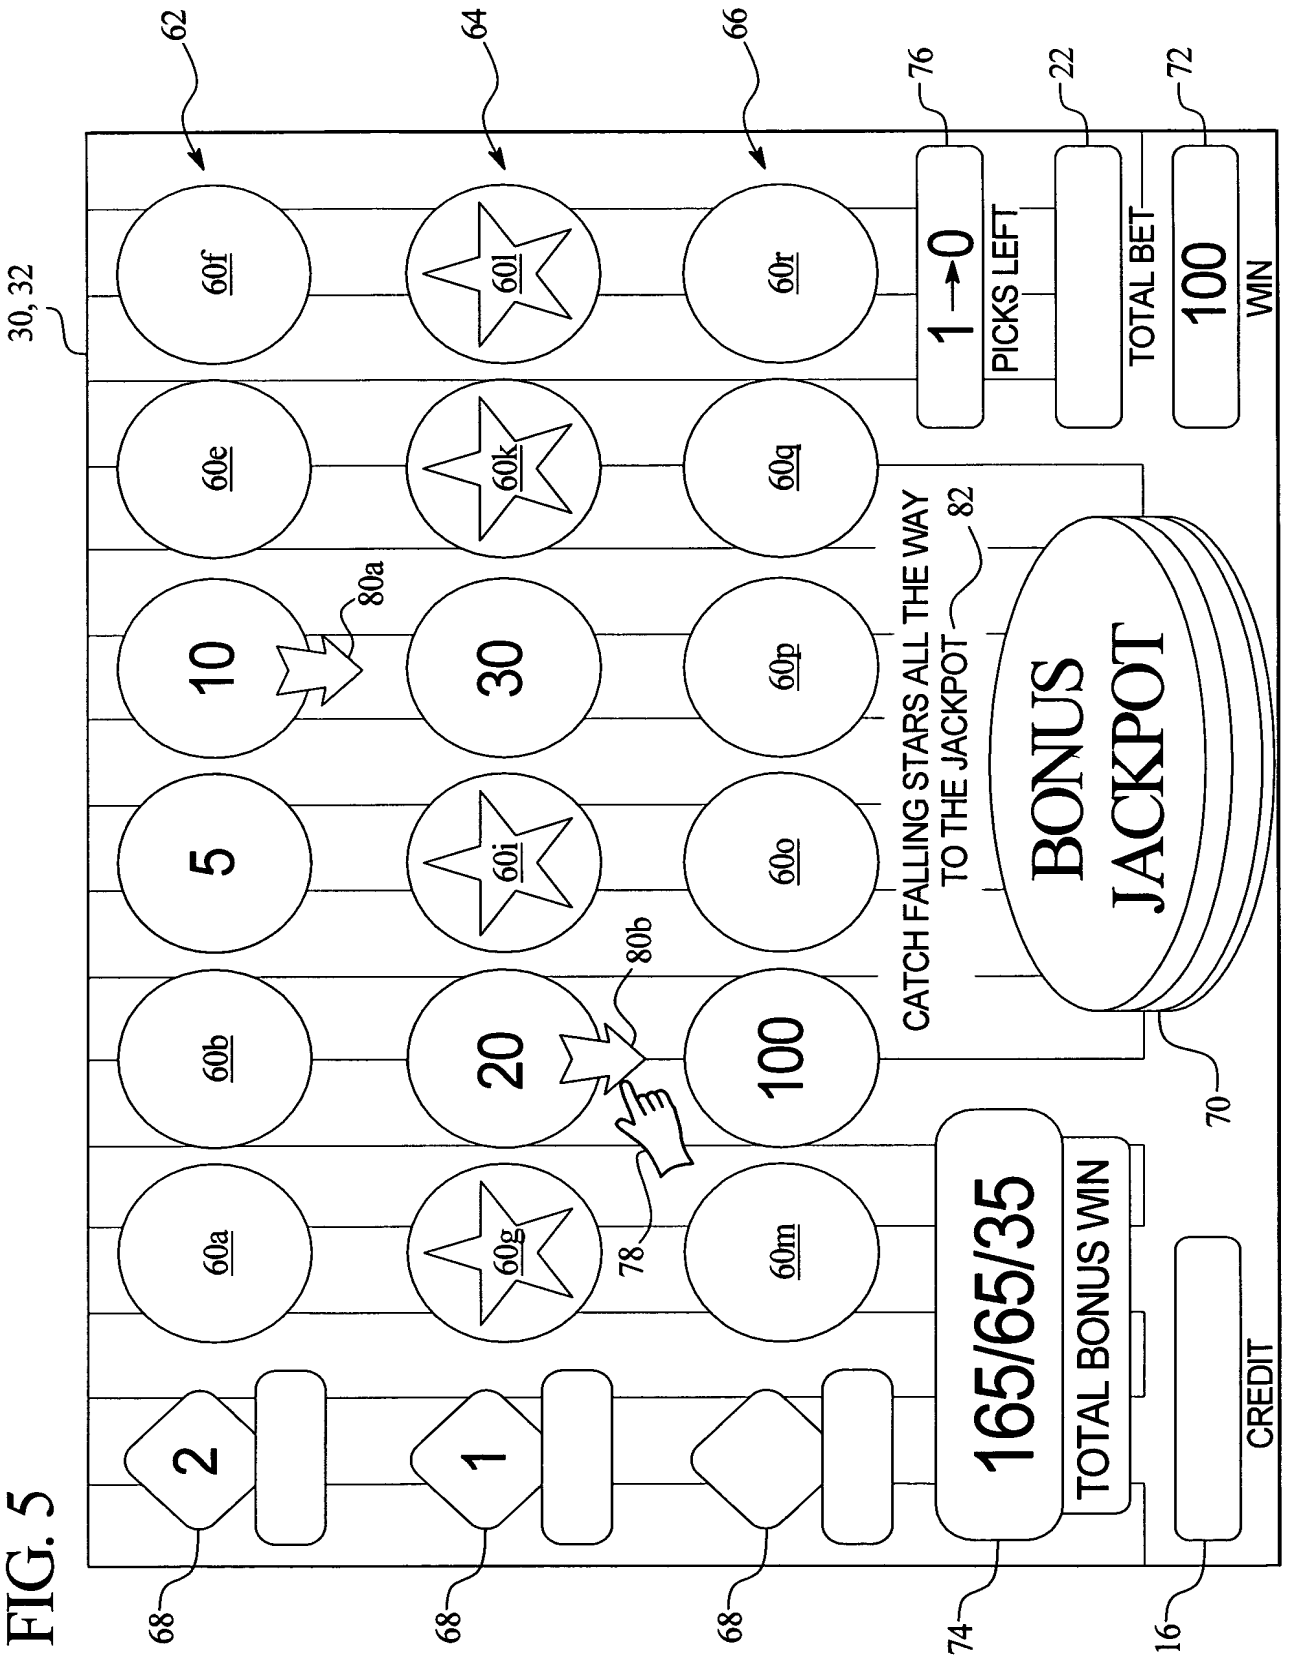 FIG. 5
30, 32
68
2
60a
60b
5
10
60e
60f
62
80a
68
1
60g
20
60i
30
60k
60l
64
78
80b
68
60m
100
60o
60p
60q
60r
66
74
165/65/35
TOTAL BONUS WIN
CATCH FALLING STARS ALL THE WAY
TO THE JACKPOT
82
1→0
PICKS LEFT
76
BONUS
JACKPOT
70
TOTAL BET
22
16
CREDIT
100
WIN
72